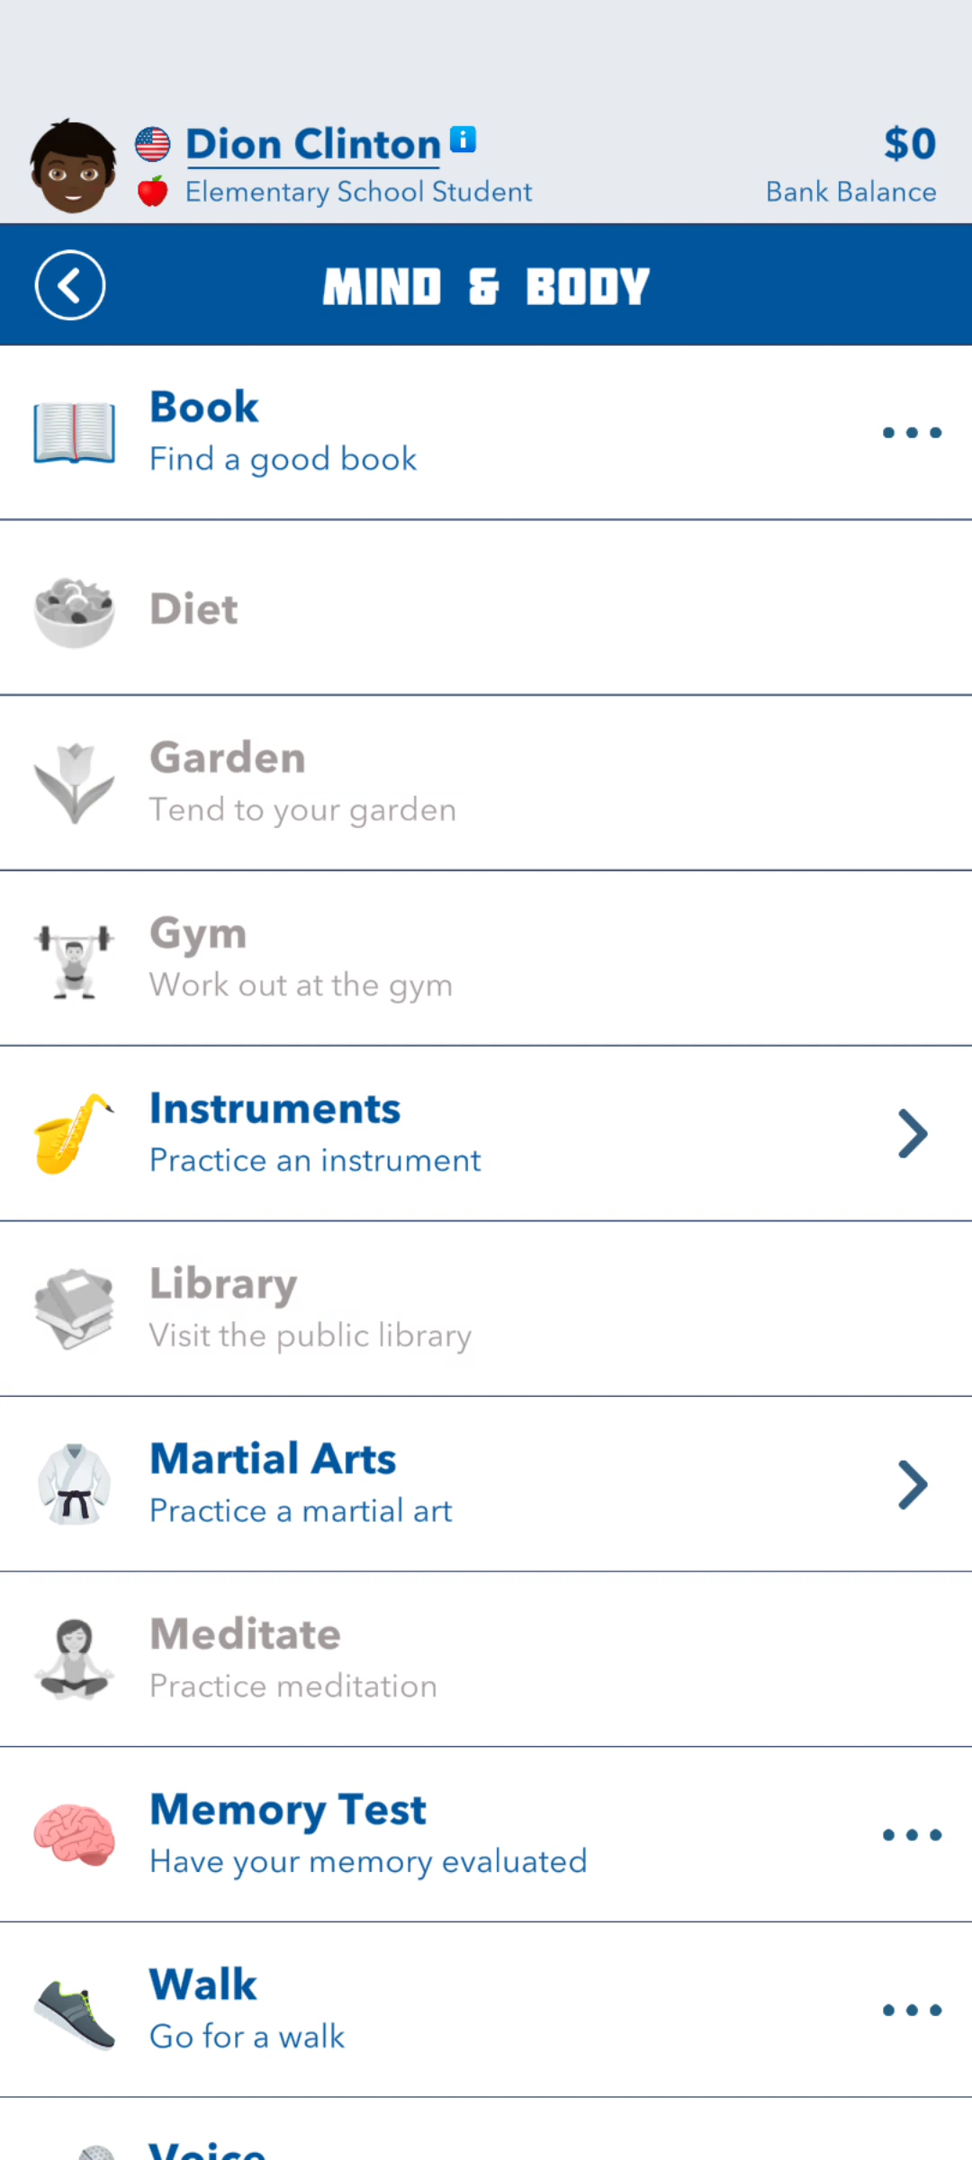 Dion Clinton
$0
Elementary School Student
Bank Balance
MIND & BODY
Book
Find a good book
Diet
Garden
Tend to your garden
Gym
Work out at the gym
Instruments
Practice an instrument
Library
Visit the public library
Martial Arts
Practice a martial art
Meditate
Practice meditation
Memory Test
Have your memory evaluated
Walk
Go for a walk
Voice